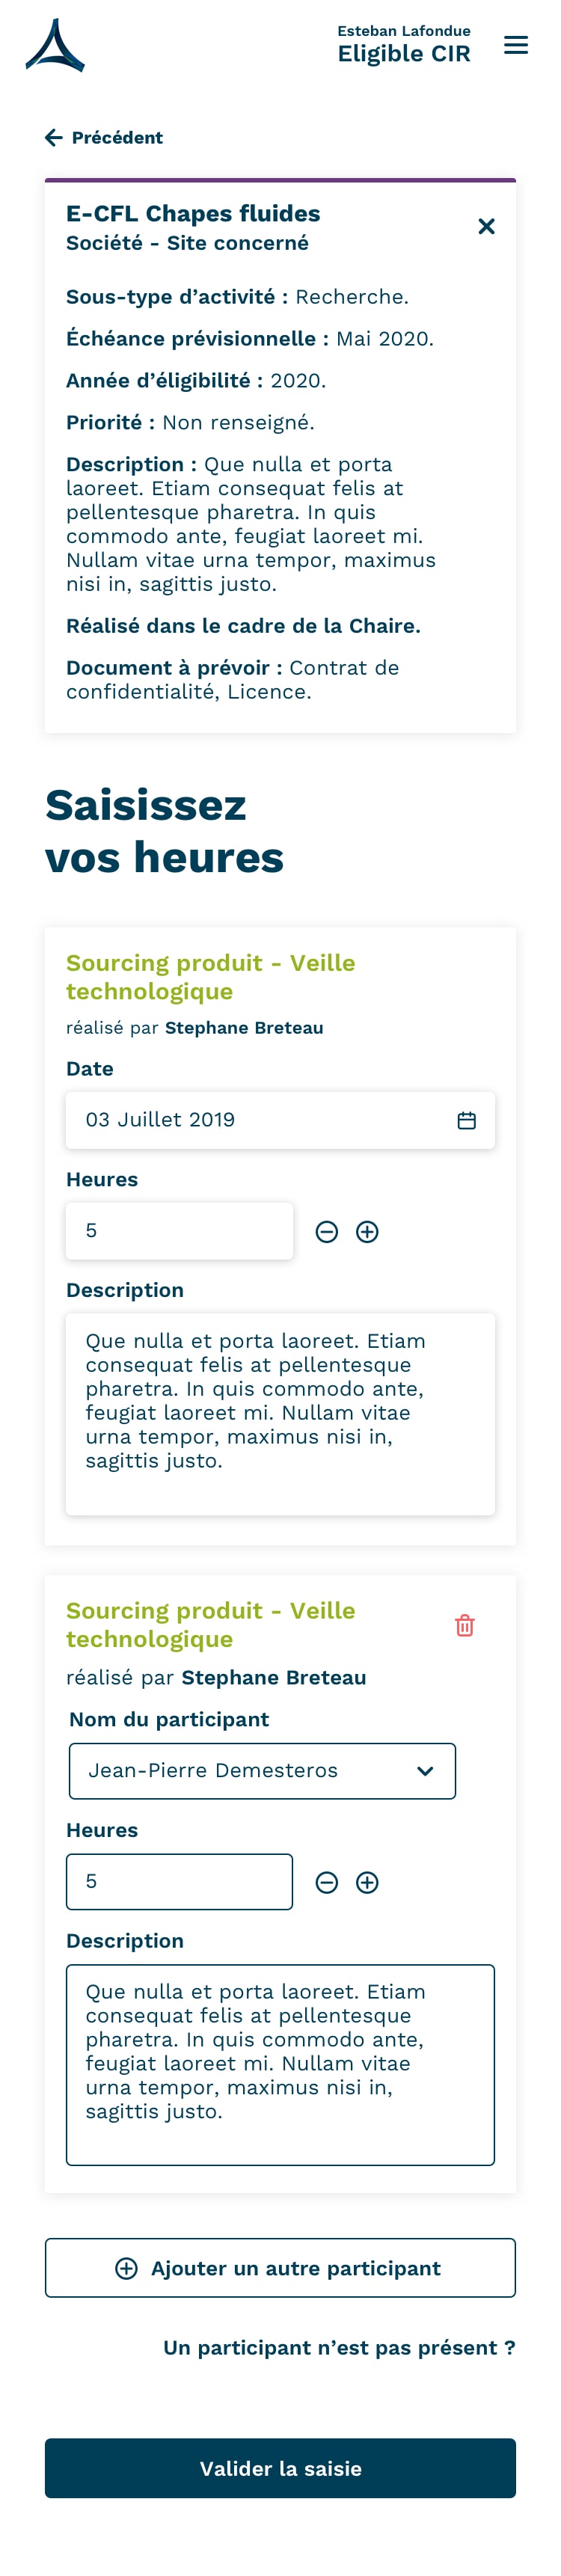 Esteban Lafondue
Eligible CIR
Précédent
E-CFL Chapes fluides
Société - Site concerné
Sous-type d’activité : Recherche.
Échéance prévisionnelle : Mai 2020.
Année d’éligibilité : 2020.
Priorité : Non renseigné.
Description : Que nulla et porta
laoreet. Etiam consequat felis at
pellentesque pharetra. In quis
commodo ante, feugiat laoreet mi.
Nullam vitae urna tempor, maximus
nisi in, sagittis justo.
Réalisé dans le cadre de la Chaire.
Document à prévoir : Contrat de
confidentialité, Licence.
Saisissez
vos heures
Sourcing produit - Veille
technologique
réalisé par Stephane Breteau
Date
03 Juillet 2019
Heures
5
Description
Que nulla et porta laoreet. Etiam
consequat felis at pellentesque
pharetra. In quis commodo ante,
feugiat laoreet mi. Nullam vitae
urna tempor, maximus nisi in,
sagittis justo.
Sourcing produit - Veille
technologique
réalisé par Stephane Breteau
Nom du participant
Jean-Pierre Demesteros
Heures
5
Description
Que nulla et porta laoreet. Etiam
consequat felis at pellentesque
pharetra. In quis commodo ante,
feugiat laoreet mi. Nullam vitae
urna tempor, maximus nisi in,
sagittis justo.
Ajouter un autre participant
Un participant n’est pas présent ?
Valider la saisie